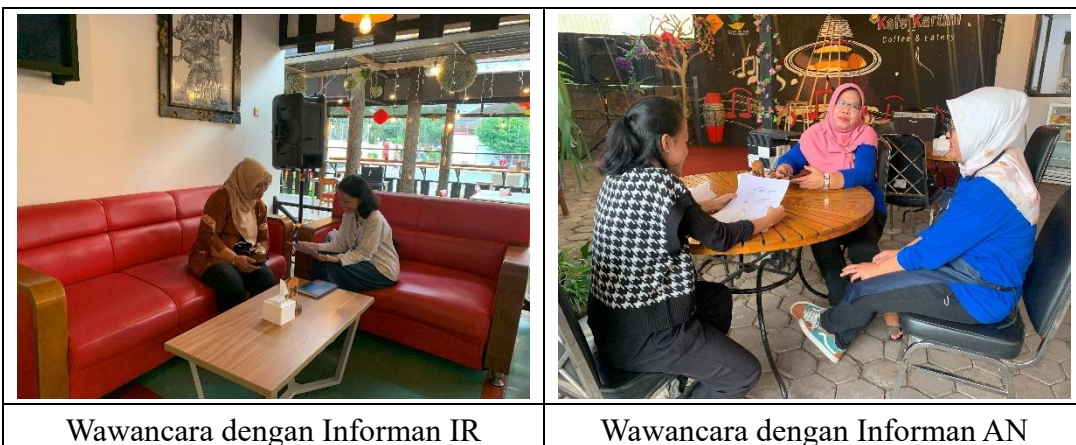 Kafe Kartini
Coffee & Eatery
Wawancara dengan Informan IR
Wawancara dengan Informan AN